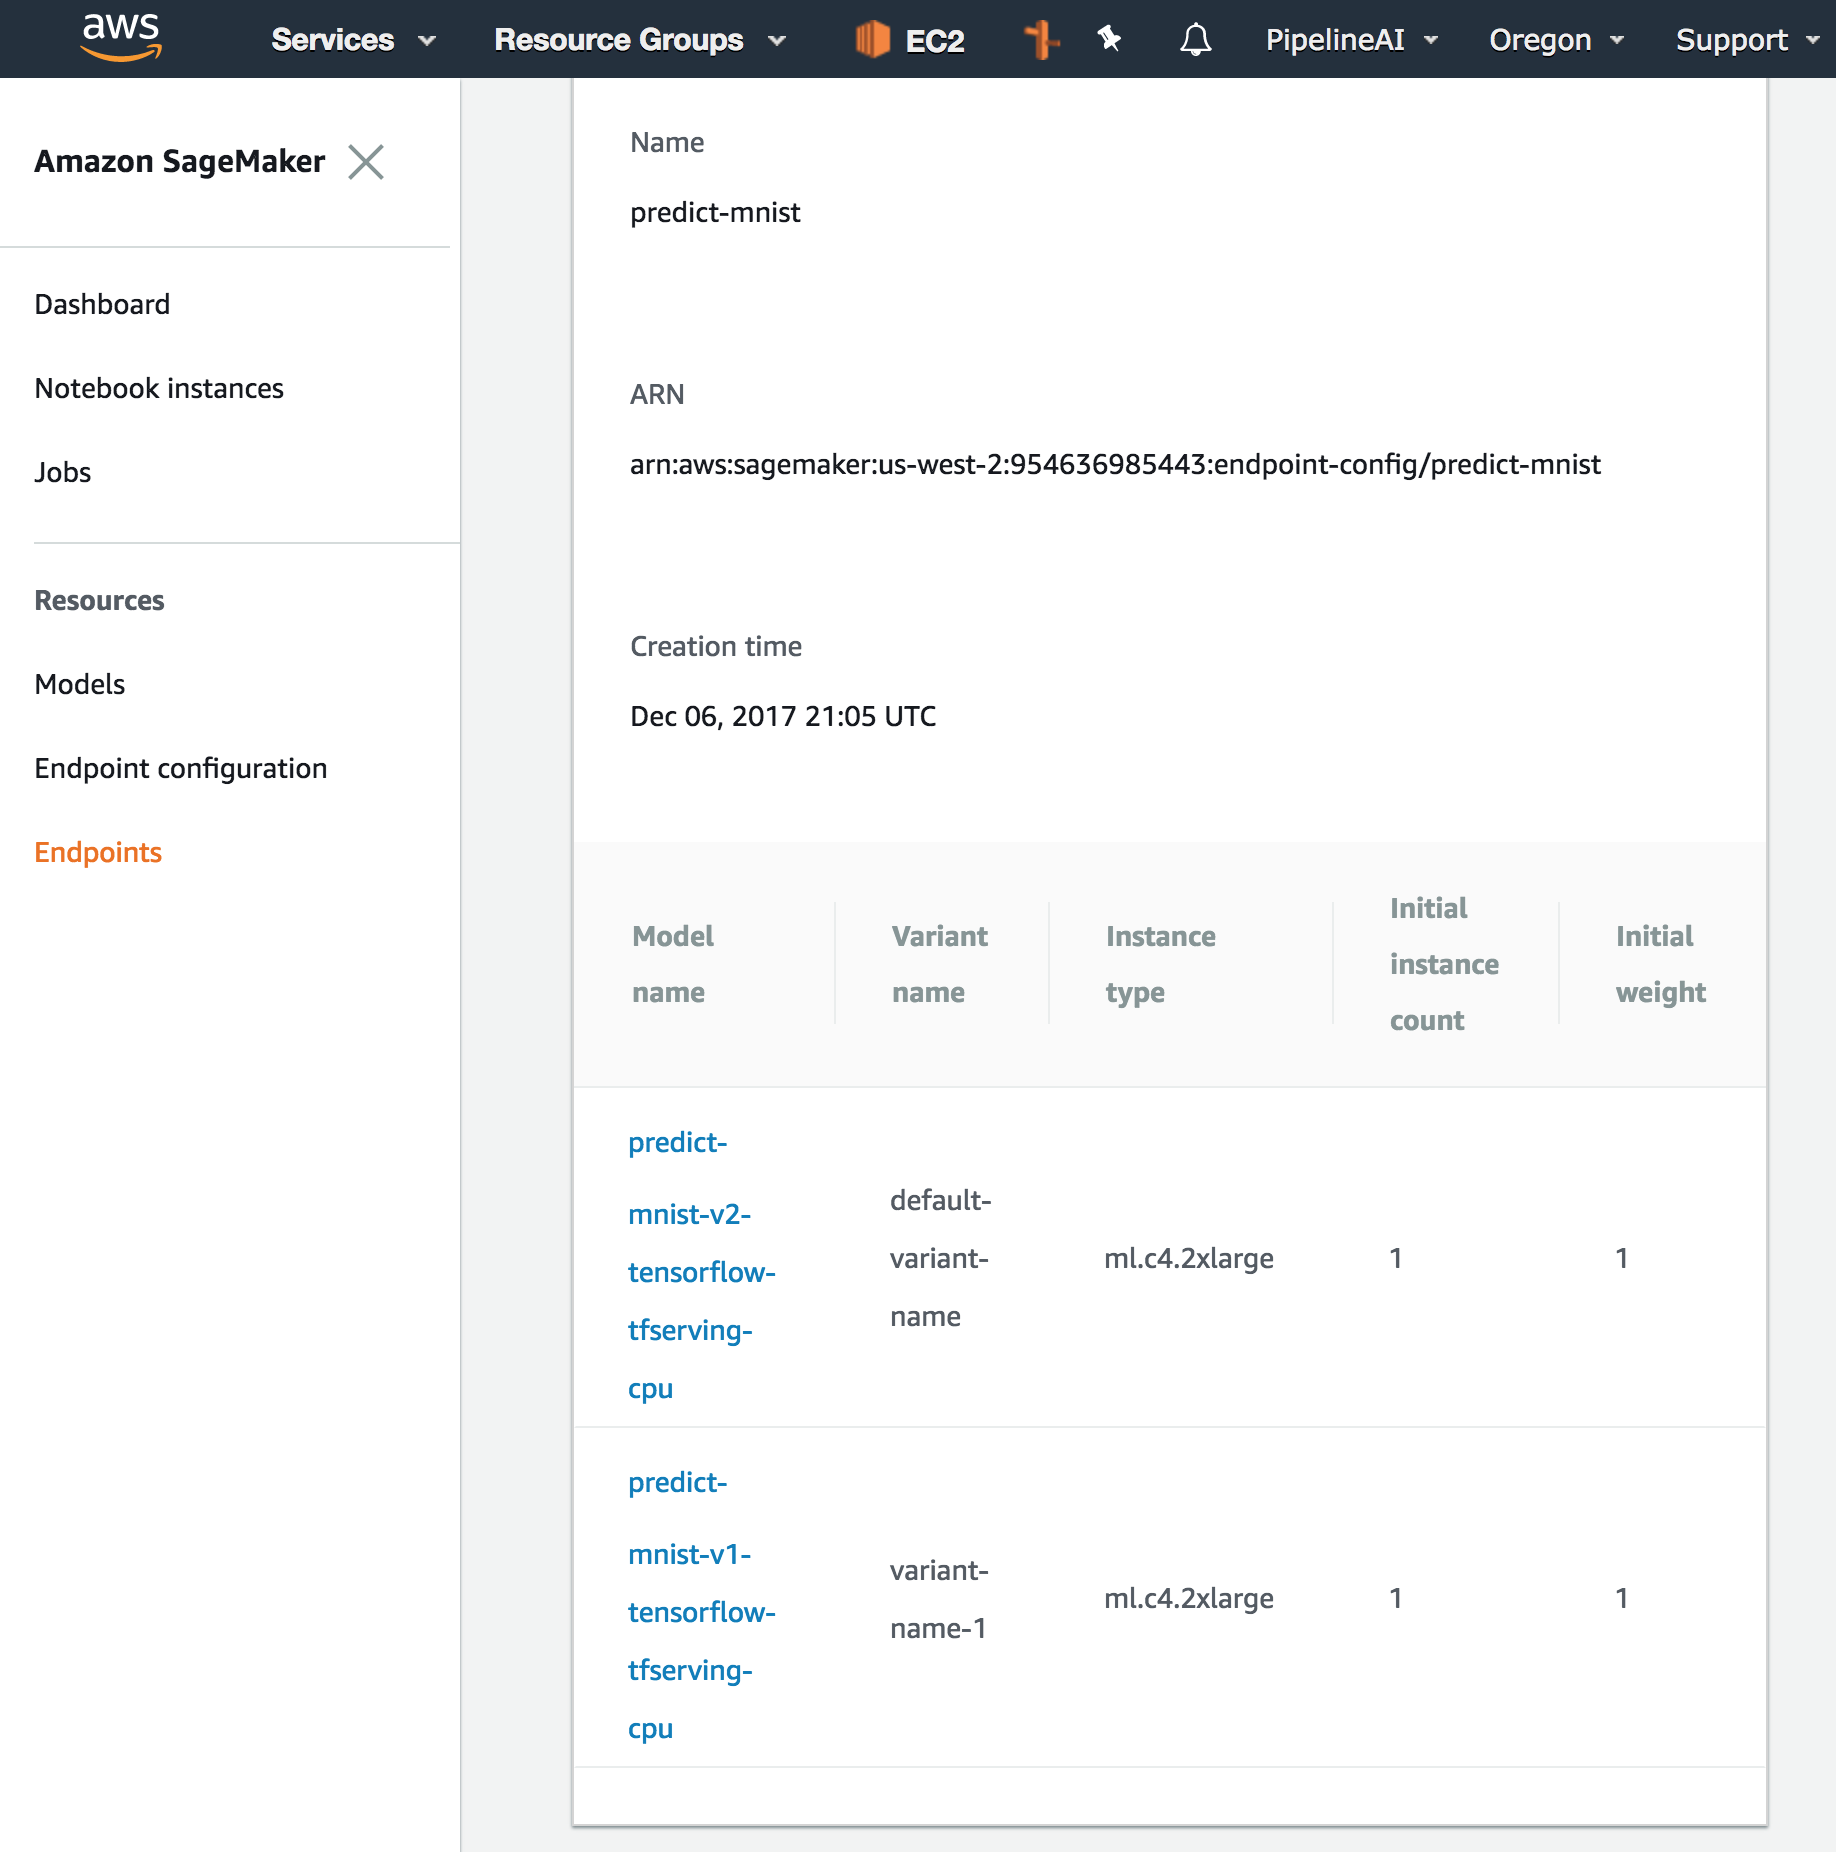 aws Services Resource Groups EC2 PipelineAI Oregon Support
Amazon SageMaker
Dashboard
Notebook instances
Jobs
Resources
Models
Endpoint configuration
Endpoints
Name
predict-mnist
ARN
arn:aws:sagemaker:us-west-2:954636985443:endpoint-config/predict-mnist
Creation time
Dec 06, 2017 21:05 UTC
Model
name
Variant
name
Instance
type
Initial
instance
count
Initial
weight
predict-
mnist-v2-
tensorflow-
tfserving-
cpu
default-
variant-
name
ml.c4.2xlarge
1
1
predict-
mnist-v1-
tensorflow-
tfserving-
cpu
variant-
name-1
ml.c4.2xlarge
1
1